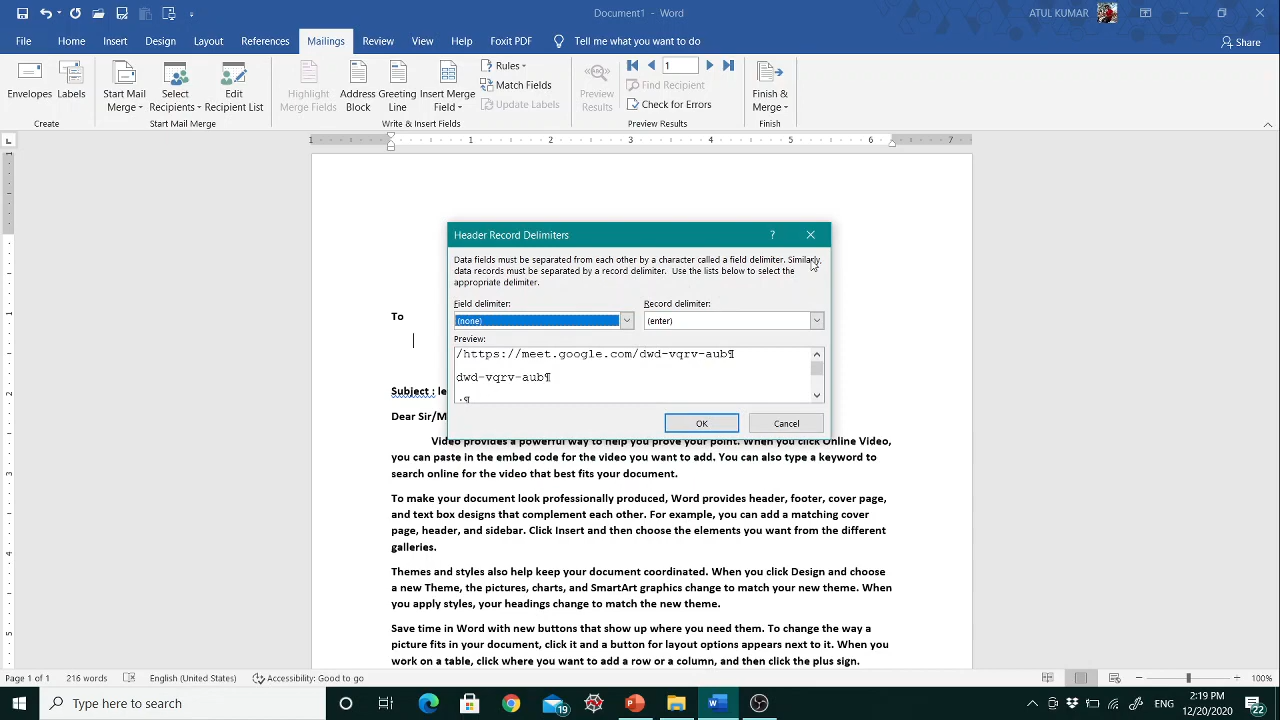 Document1 - Word
ATUL KUMAR
File Home Insert Design Layout References Mailings Review View Help Foxit PDF Tell me what you want to do
Share
Envelopes Labels
Create
Start Mail Merge
Select Recipients
Edit Recipient List
Start Mail Merge
Highlight Merge Fields
Address Block
Greeting Line
Insert Merge Field
Rules
Match Fields
Update Labels
Write & Insert Fields
ABC
Preview Results
1
Find Recipient
Check for Errors
Preview Results
Finish & Merge
Finish
1 1 2 3 4 5 6 7
Header Record Delimiters
Data fields must be separated from each other by a character called a field delimiter. Similarly,
data records must be separated by a record delimiter. Use the lists below to select the
appropriate delimiter.
Field delimiter: Record delimiter:
(none) (enter)
Preview:
/https://meet.google.com/dwd-vqrv-aub¶
dwd-vqrv-aub¶
.¶
OK Cancel
To
Subject : le
Dear Sir/M
Video provides a powerful way to help you prove your point. When you click Online Video,
you can paste in the embed code for the video you want to add. You can also type a keyword to
search online for the video that best fits your document.
To make your document look professionally produced, Word provides header, footer, cover page,
and text box designs that complement each other. For example, you can add a matching cover
page, header, and sidebar. Click Insert and then choose the elements you want from the different
galleries.
Themes and styles also help keep your document coordinated. When you click Design and choose
a new Theme, the pictures, charts, and SmartArt graphics change to match your new theme. When
you apply styles, your headings change to match the new theme.
Save time in Word with new buttons that show up where you need them. To change the way a
picture fits in your document, click it and a button for layout options appears next to it. When you
work on a table, click where you want to add a row or a column, and then click the plus sign.
Page 1 of 1 216 words English (United States) Accessibility: Good to go 100%
Type here to search
19
ENG
2:19 PM
12/20/2020
22